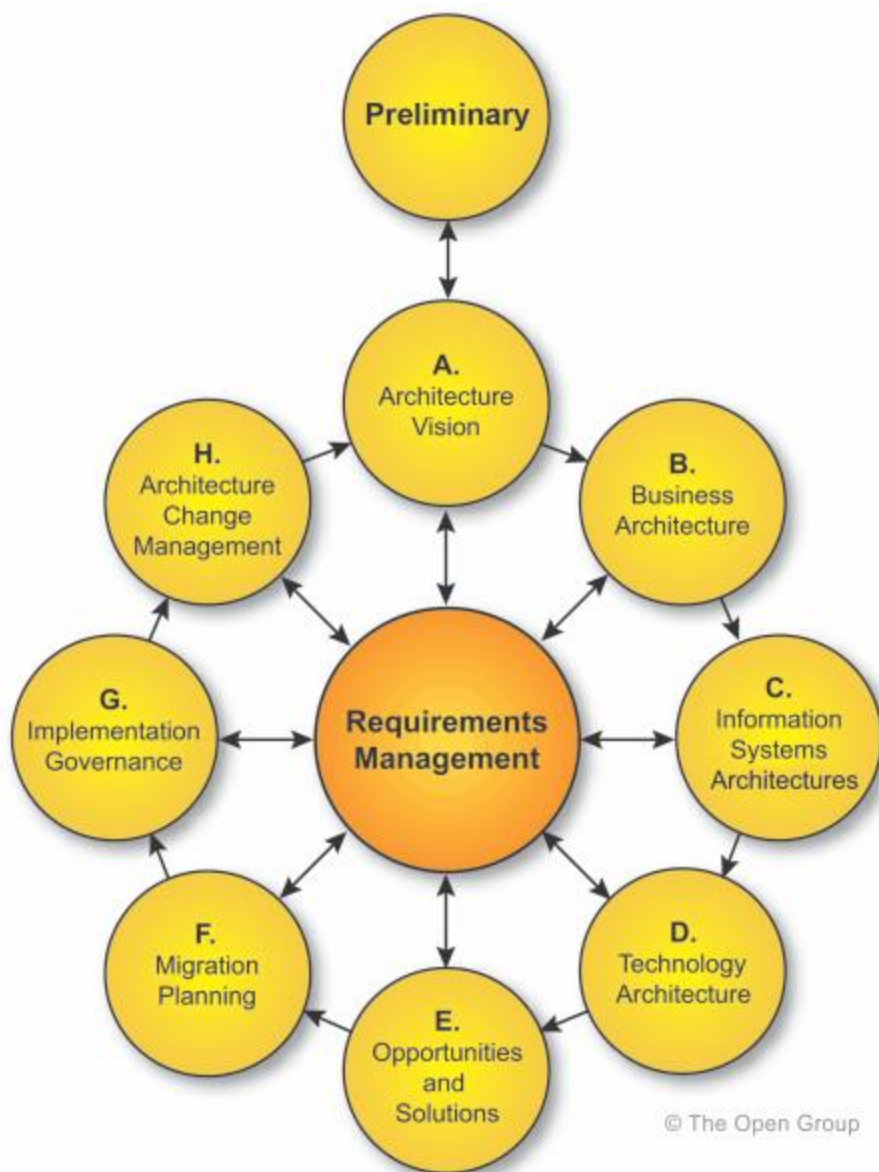 Preliminary
A.
Architecture
Vision
B.
Business
Architecture
C.
Information
Systems
Architectures
D.
Technology
Architecture
E.
Opportunities
and
Solutions
F.
Migration
Planning
G.
Implementation
Governance
H.
Architecture
Change
Management
Requirements
Management
© The Open Group